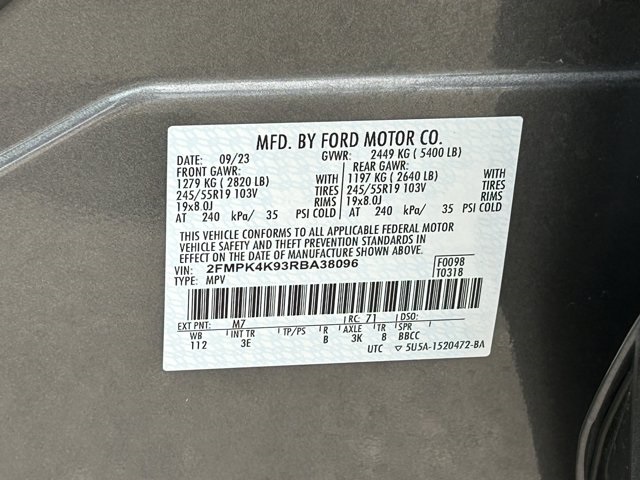 MFD. BY FORD MOTOR CO.
DATE: 09/23 GVWR: 2449 KG (5400 LB)
FRONT GAWR: REAR GAWR:
1279 KG (2820 LB) WITH 1197 KG (2640 LB) WITH
245/55R19 103V TIRES 245/55R19 103V TIRES
19x8.0J RIMS 19x8.0J RIMS
AT 240 kPa/ 35 PSI COLD AT 240 kPa/ 35 PSI COLD
THIS VEHICLE CONFORMS TO ALL APPLICABLE FEDERAL MOTOR
VEHICLE SAFETY AND THEFT PREVENTION STANDARDS IN
EFFECT ON THE DATE OF MANUFACTURE SHOWN ABOVE.
VIN: 2FMPK4K93RBA38096 F0098
TYPE: MPV T0318
EXT PNT: M7 RC: 71 DSO:
WB INT TR TP/PS R AXLE TR SPR
112 3E B 3K 8 BBCC
UTC ▽ 5U5A-1520472-BA